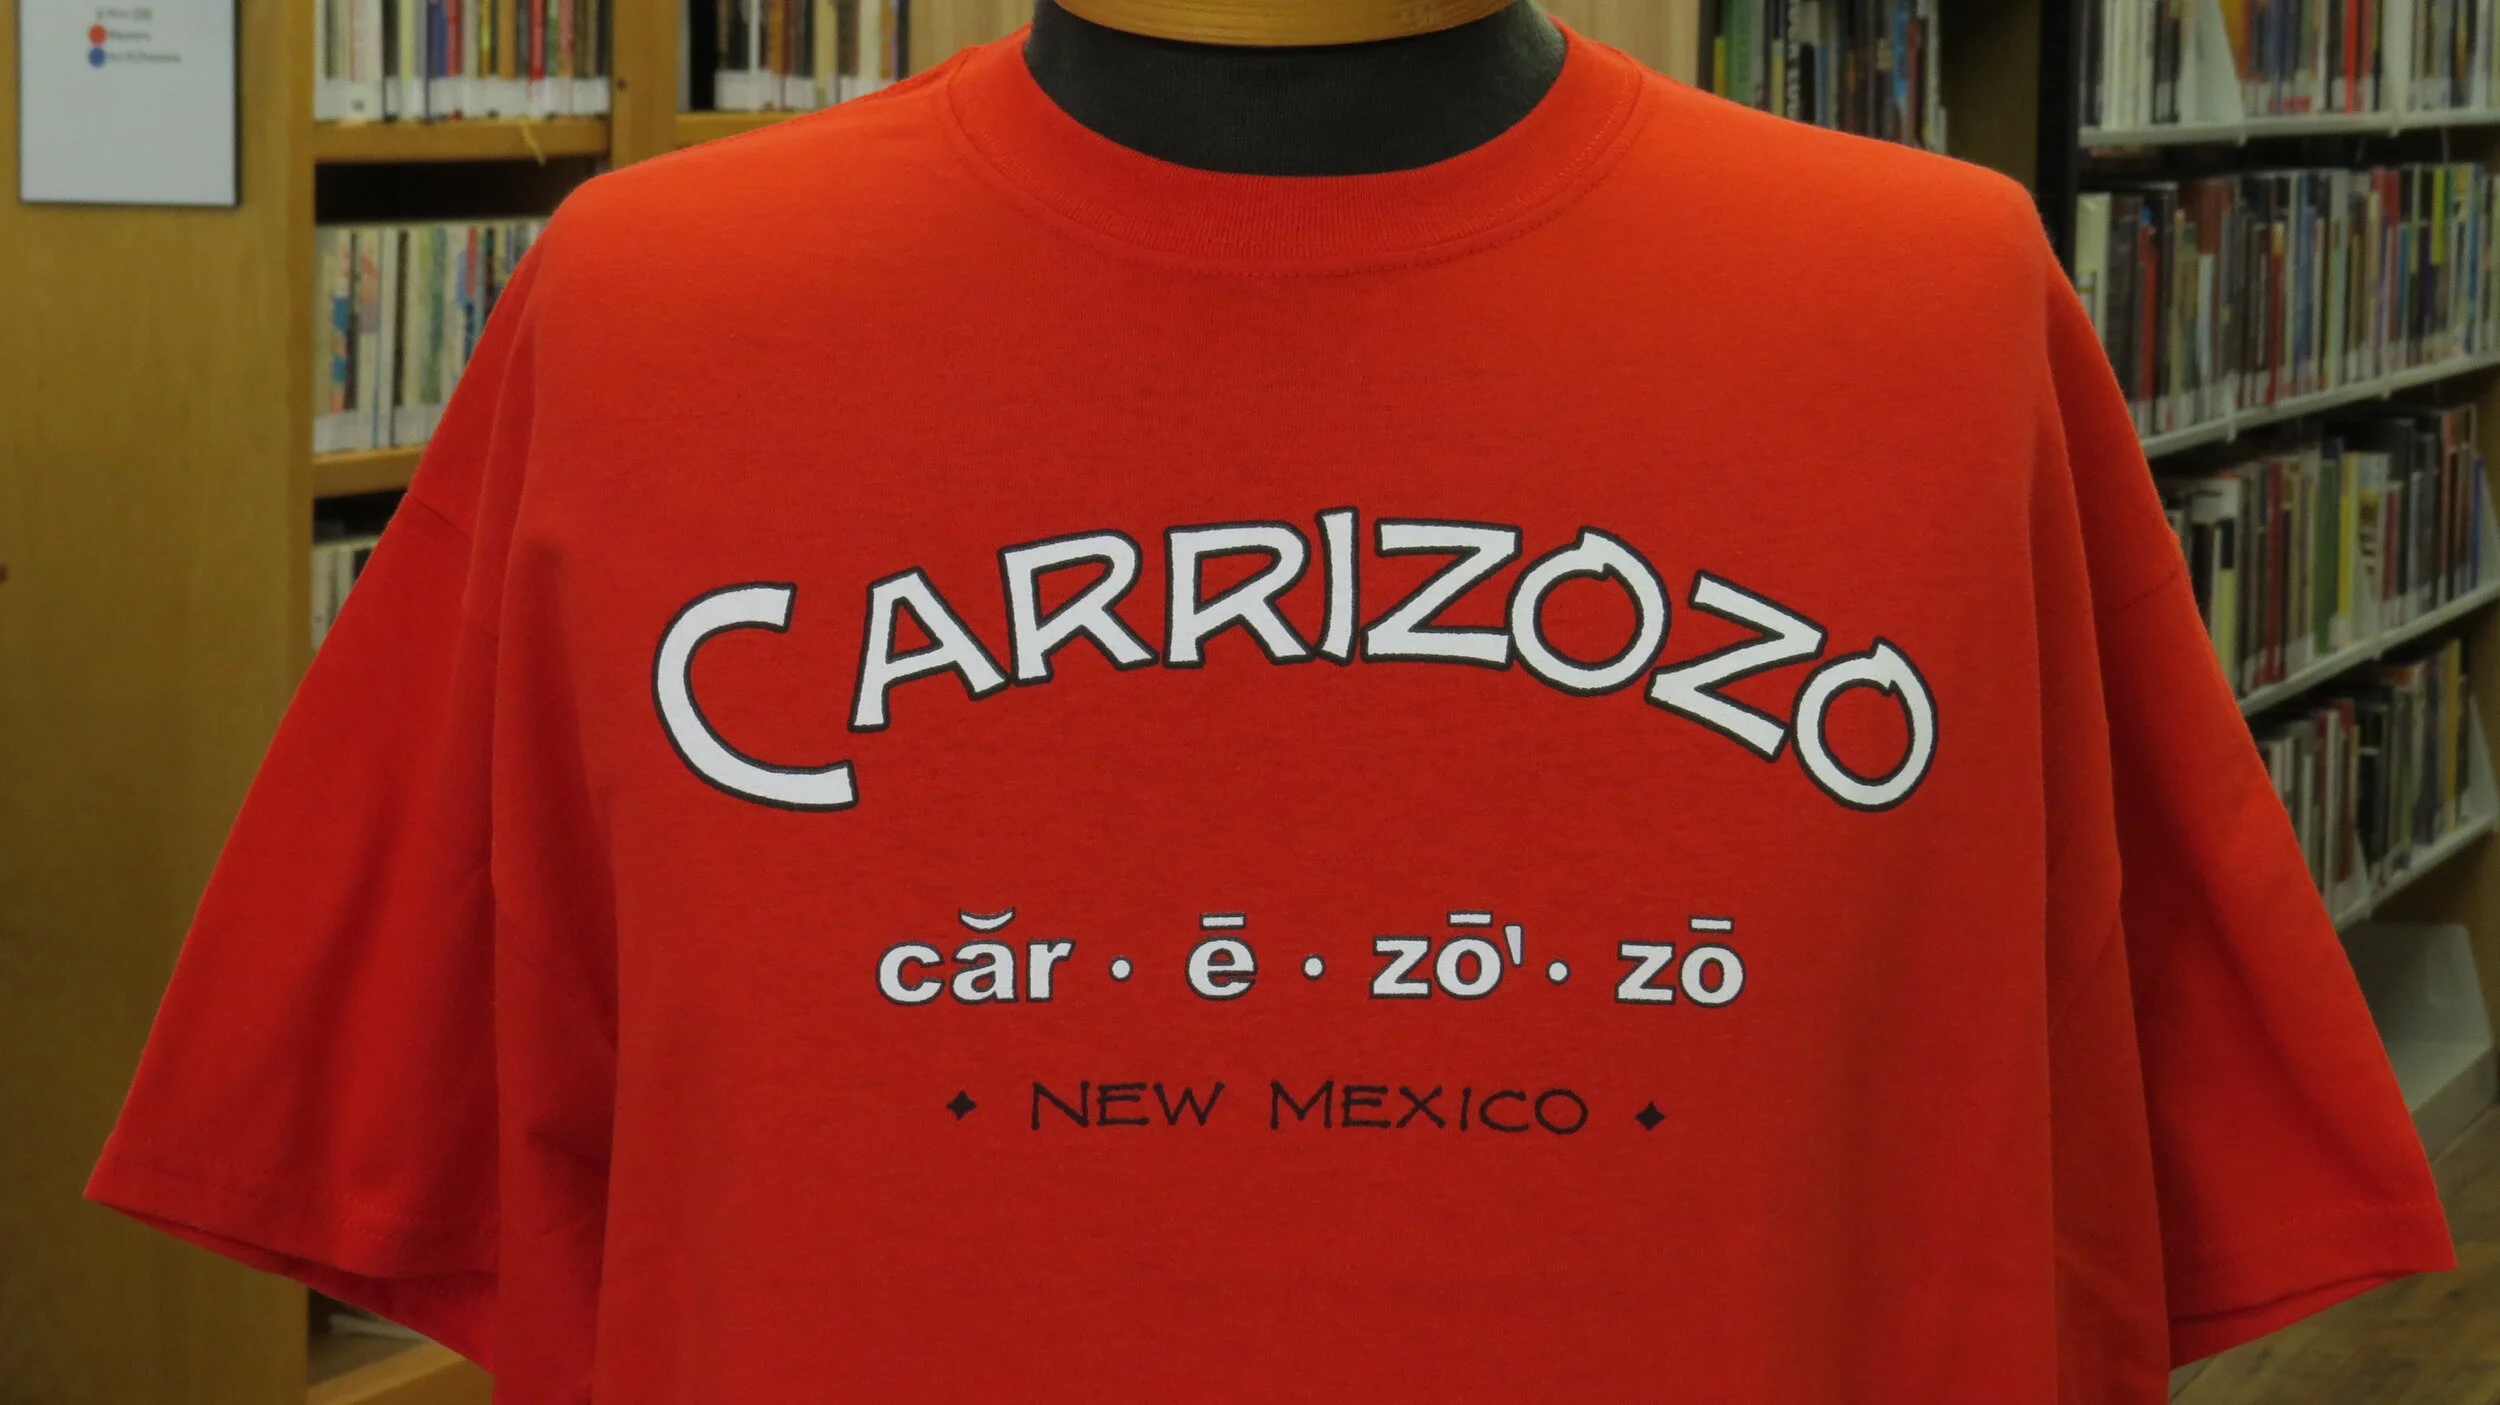 CARRIZOZO
căr · ē · zō' · zō
✦ NEW MEXICO ✦